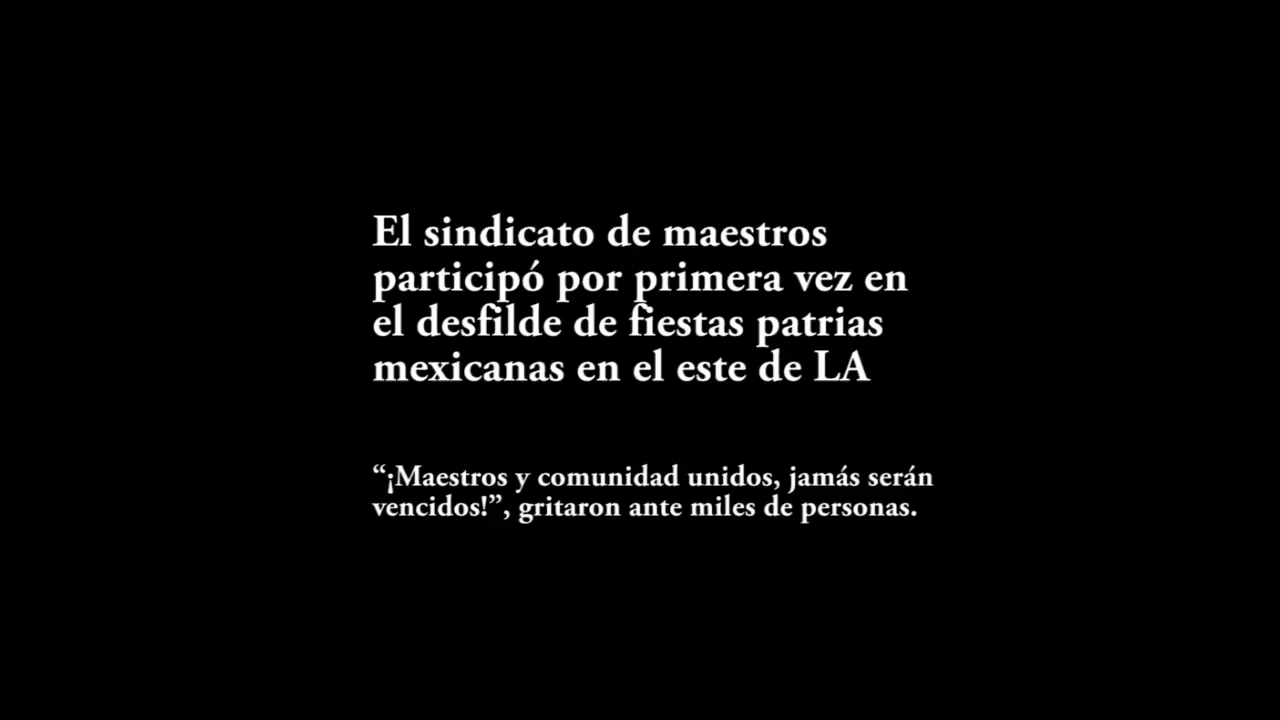 El sindicato de maestros
participó por primera vez en
el desfilde de fiestas patrias
mexicanas en el este de LA
“¡Maestros y comunidad unidos, jamás serán
vencidos!”, gritaron ante miles de personas.